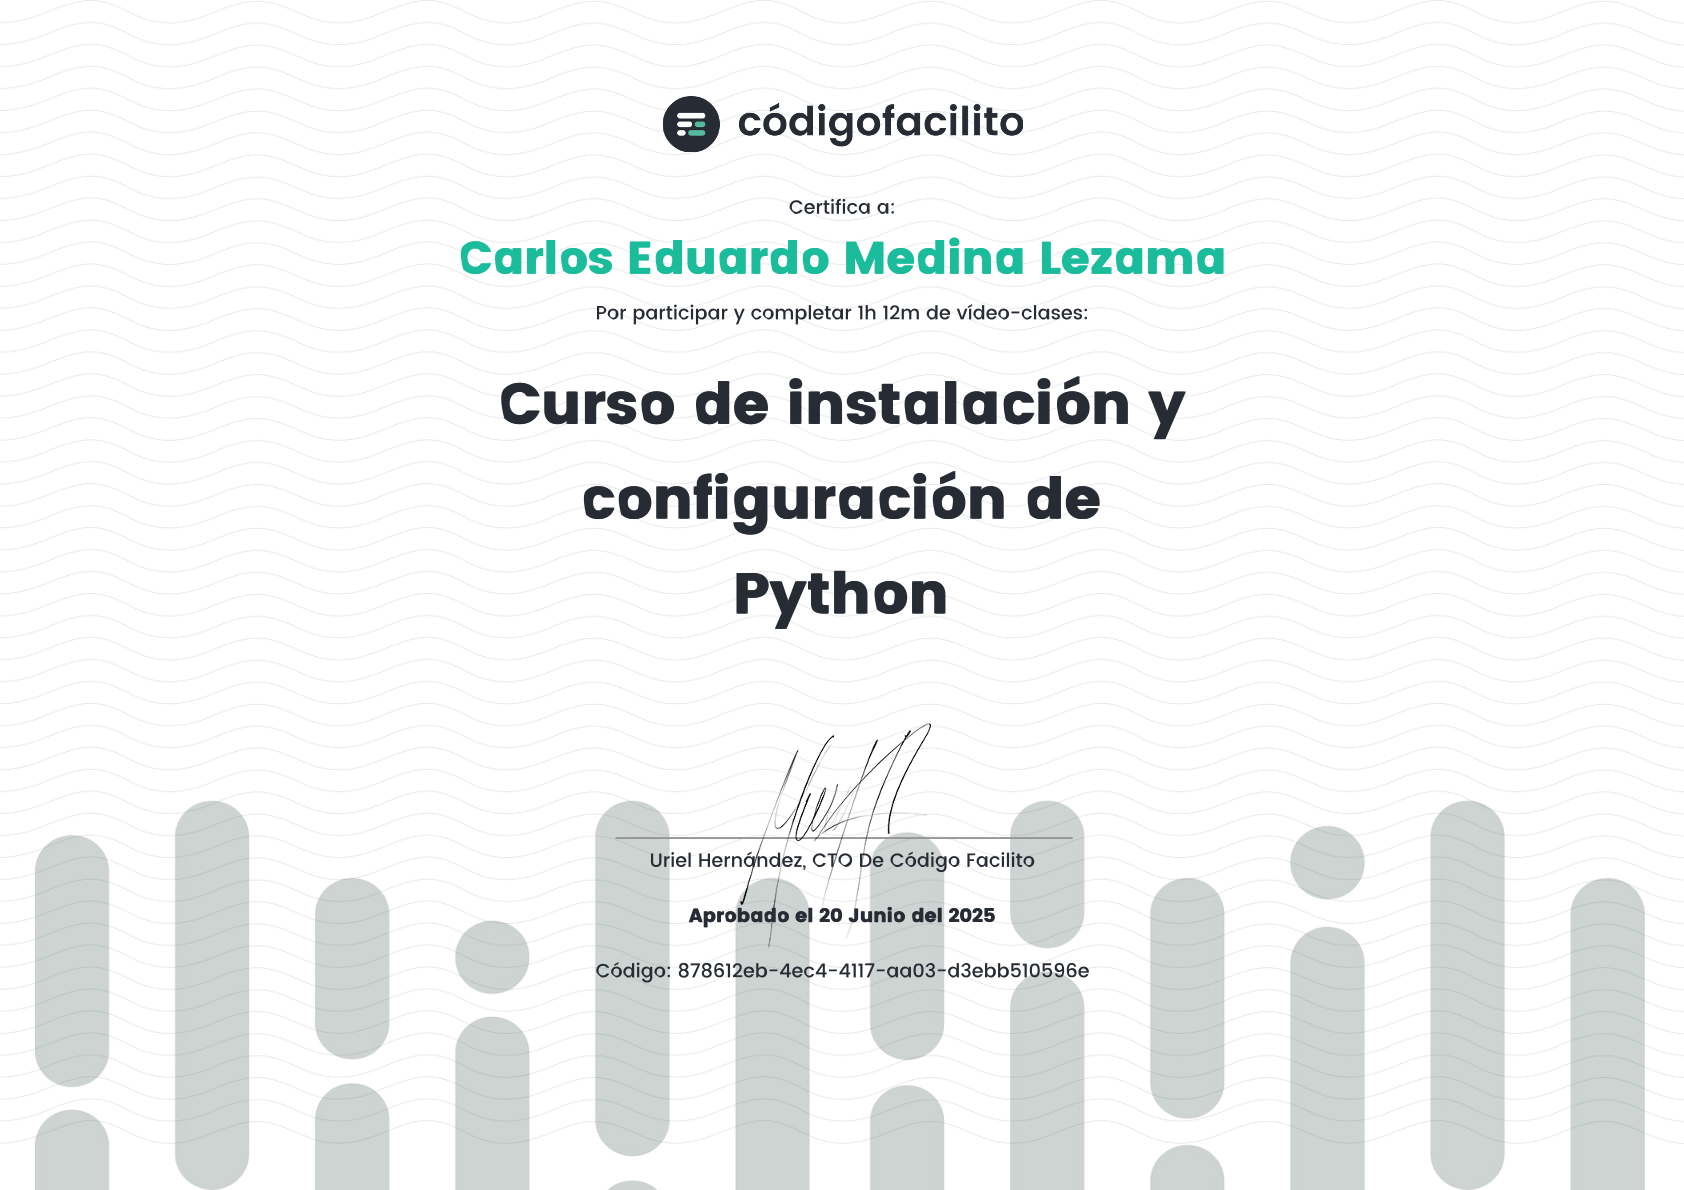 códigofacilito
Certifica a:
Carlos Eduardo Medina Lezama
Por participar y completar 1h 12m de vídeo-clases:
Curso de instalación y
configuración de
Python
Uriel Hernández, CTO De Código Facilito
Aprobado el 20 Junio del 2025
Código: 878612eb-4ec4-4117-aa03-d3ebb510596e